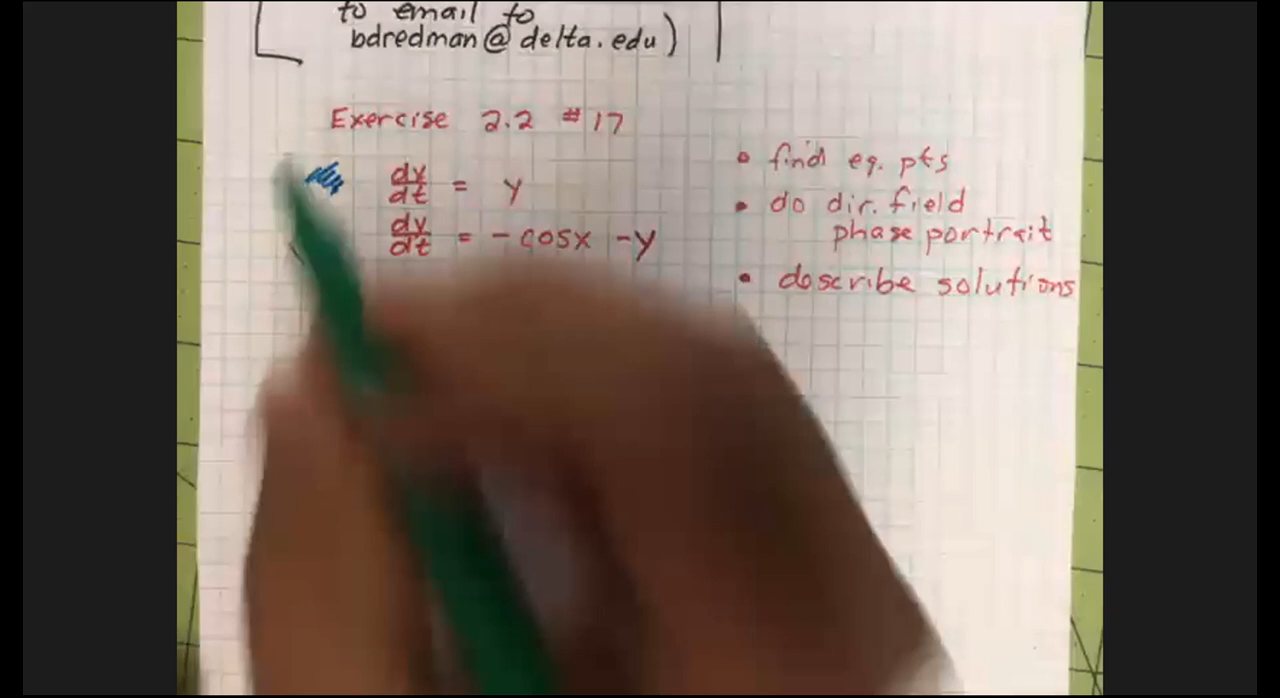 to email to
bdredman@delta.edu)
Exercise 2.2 #17
dy/dt = y
dy/dt = -cosx -y
• find eq. pts
• do dir. field
phase portrait
• describe solutions